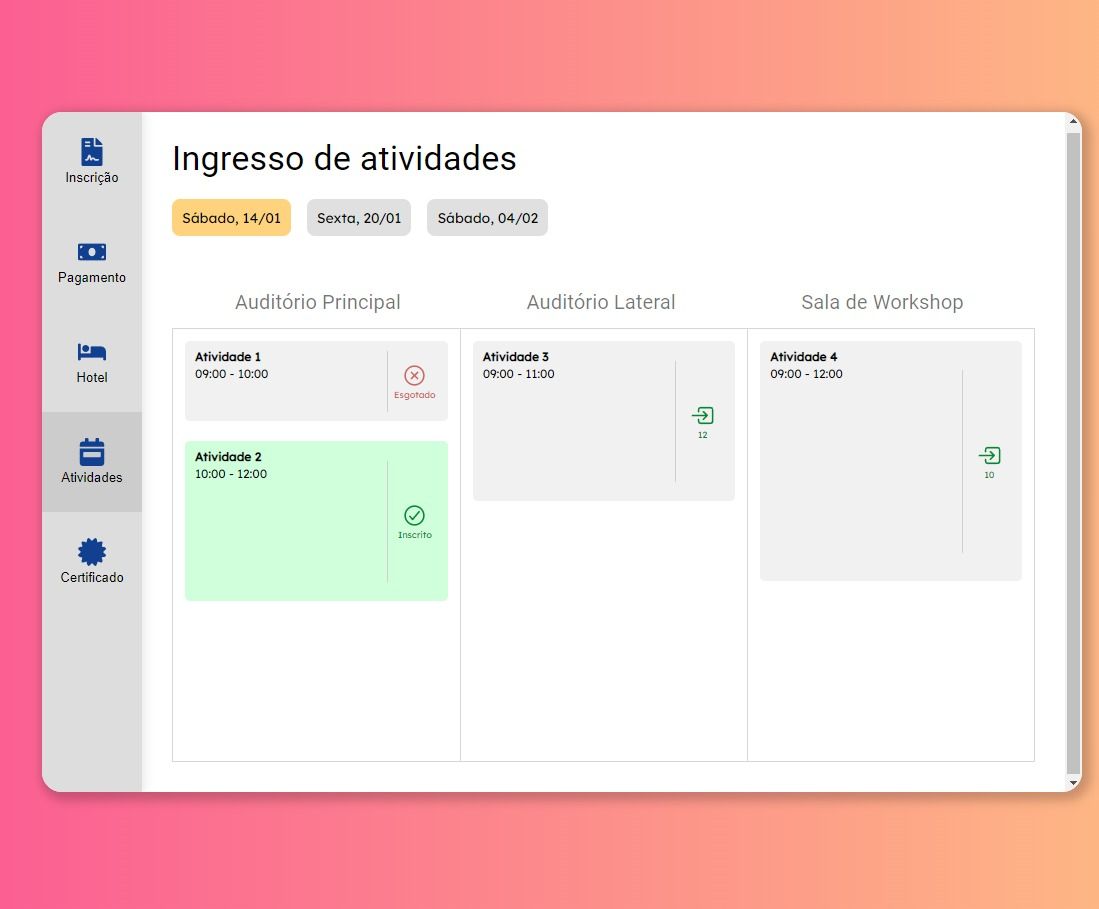 Inscrição
Pagamento
Hotel
Atividades
Certificado
Ingresso de atividades
Sábado, 14/01
Sexta, 20/01
Sábado, 04/02
Auditório Principal
Atividade 1
09:00 - 10:00
Esgotado
Atividade 2
10:00 - 12:00
Inscrito
Auditório Lateral
Atividade 3
09:00 - 11:00
12
Sala de Workshop
Atividade 4
09:00 - 12:00
10